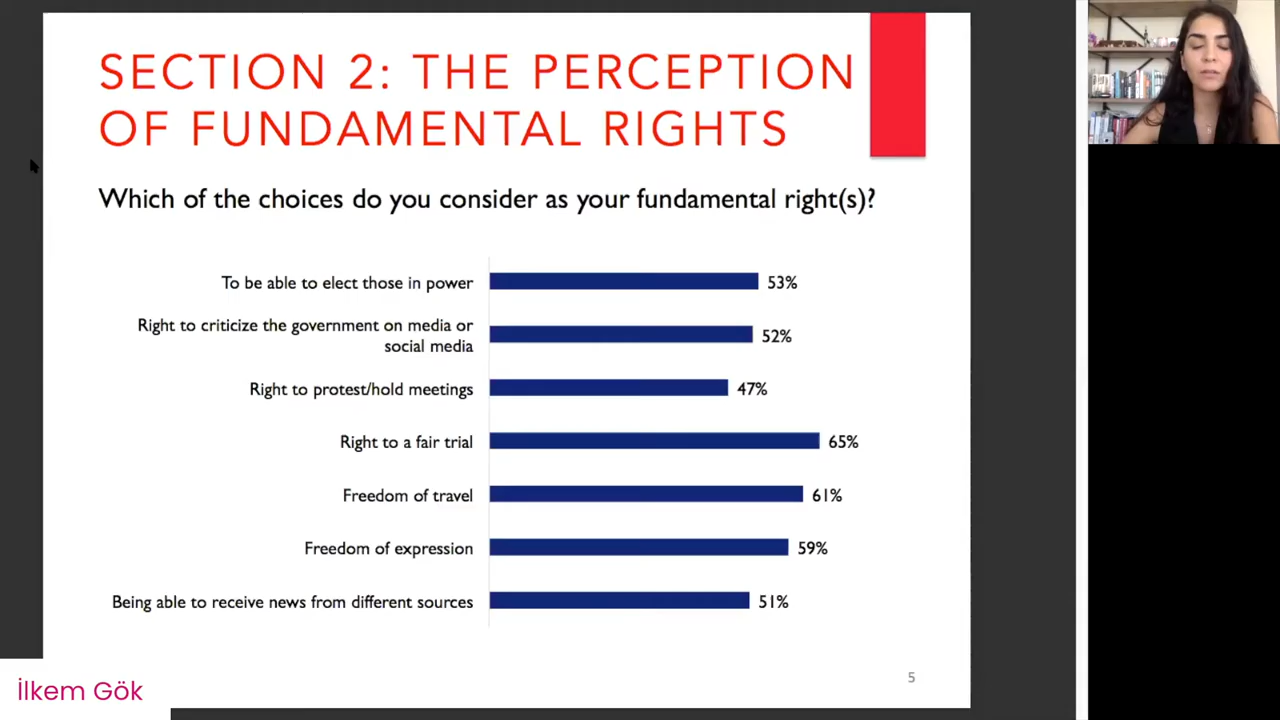 SECTION 2: THE PERCEPTION
OF FUNDAMENTAL RIGHTS
Which of the choices do you consider as your fundamental right(s)?
To be able to elect those in power 53%
Right to criticize the government on media or
social media 52%
Right to protest/hold meetings 47%
Right to a fair trial 65%
Freedom of travel 61%
Freedom of expression 59%
Being able to receive news from different sources 51%
5
İlkem Gök